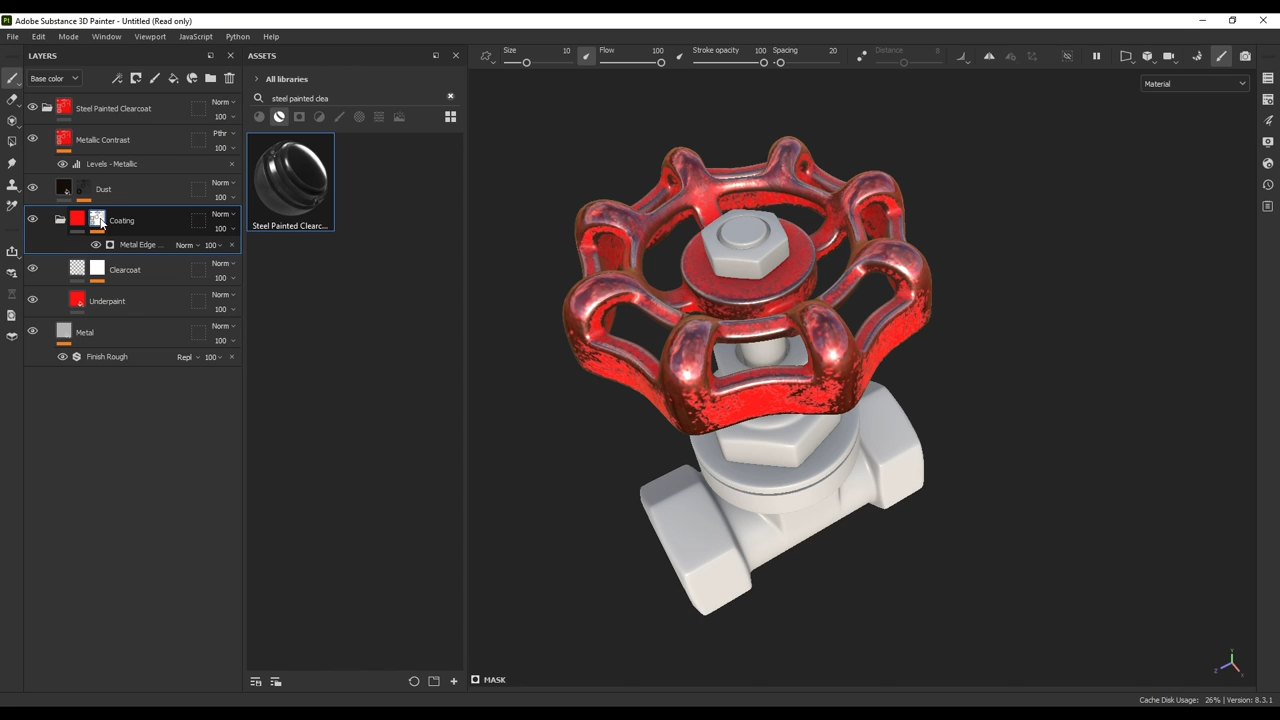 Pt Adobe Substance 3D Painter - Untitled (Read only)
File Edit Mode Window Viewport JavaScript Python Help
LAYERS
Base color
Steel Painted Clearcoat Norm 100
Metallic Contrast Pthr 100
Levels - Metallic
Dust Norm 100
Coating Norm 100
Metal Edge ... Norm 100
Clearcoat Norm 100
Underpaint Norm 100
Metal Norm 100
Finish Rough Repl 100
ASSETS
All libraries
steel painted clea
Steel Painted Clearc...
Size 10 Flow 100 Stroke opacity 100 Spacing 20 Distance 8
Material
MASK
Y
Z X
Cache Disk Usage: 26% | Version: 8.3.1